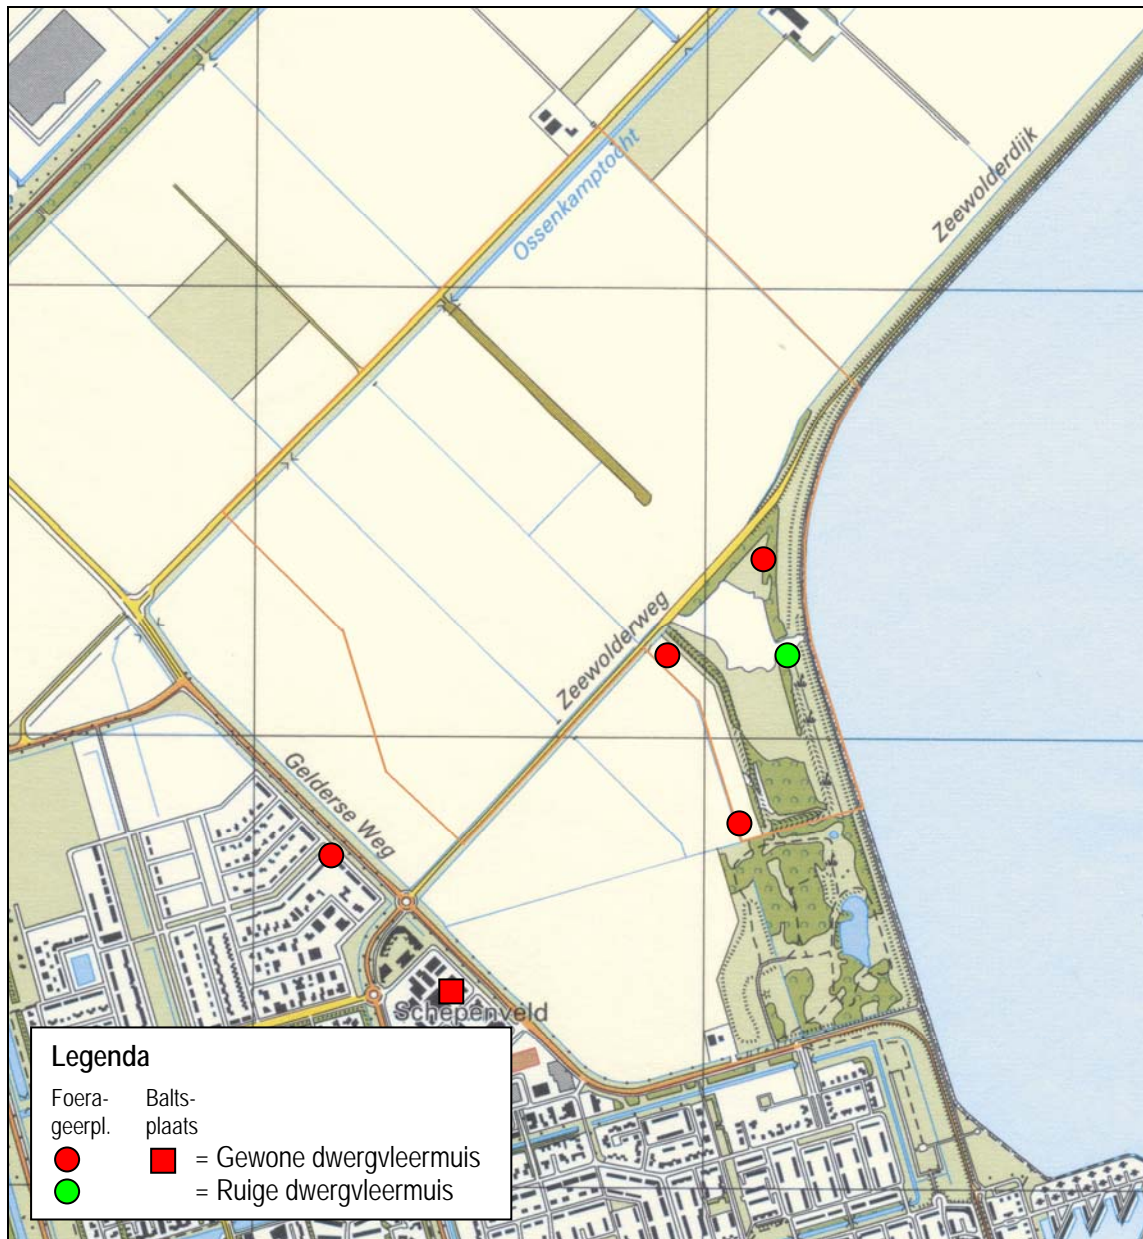 Zeewolderdijk
Ossenkamptocht
Zeewolderweg
Gelderse Weg
Schepenveld
Legenda
Foera- Balts-
geerpl. plaats
= Gewone dwergvleermuis
= Ruige dwergvleermuis